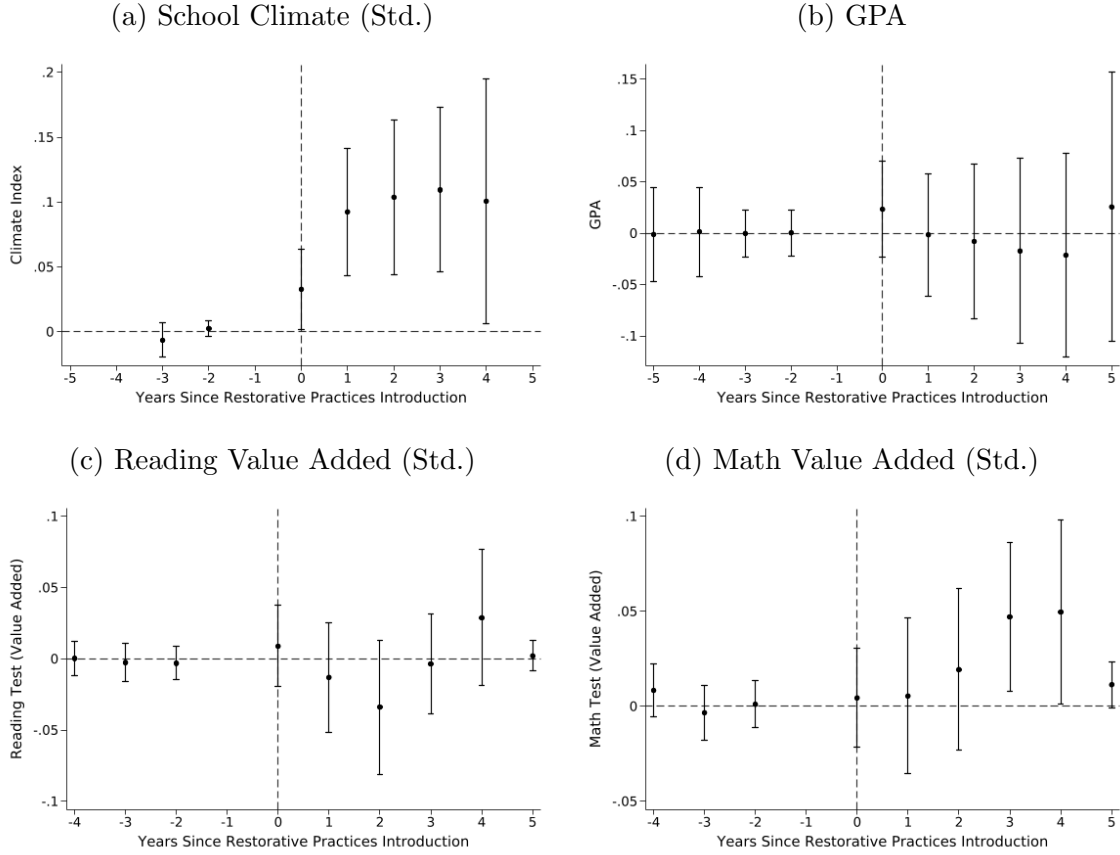 (a) School Climate (Std.)
.2
.15
.1
.05
0
Climate Index
-5 -4 -3 -2 -1 0 1 2 3 4 5
Years Since Restorative Practices Introduction
(b) GPA
.15
.1
.05
0
-.05
-.1
GPA
-5 -4 -3 -2 -1 0 1 2 3 4 5
Years Since Restorative Practices Introduction
(c) Reading Value Added (Std.)
.1
.05
0
-.05
-.1
Reading Test (Value Added)
-4 -3 -2 -1 0 1 2 3 4 5
Years Since Restorative Practices Introduction
(d) Math Value Added (Std.)
.1
.05
0
-.05
Math Test (Value Added)
-4 -3 -2 -1 0 1 2 3 4 5
Years Since Restorative Practices Introduction